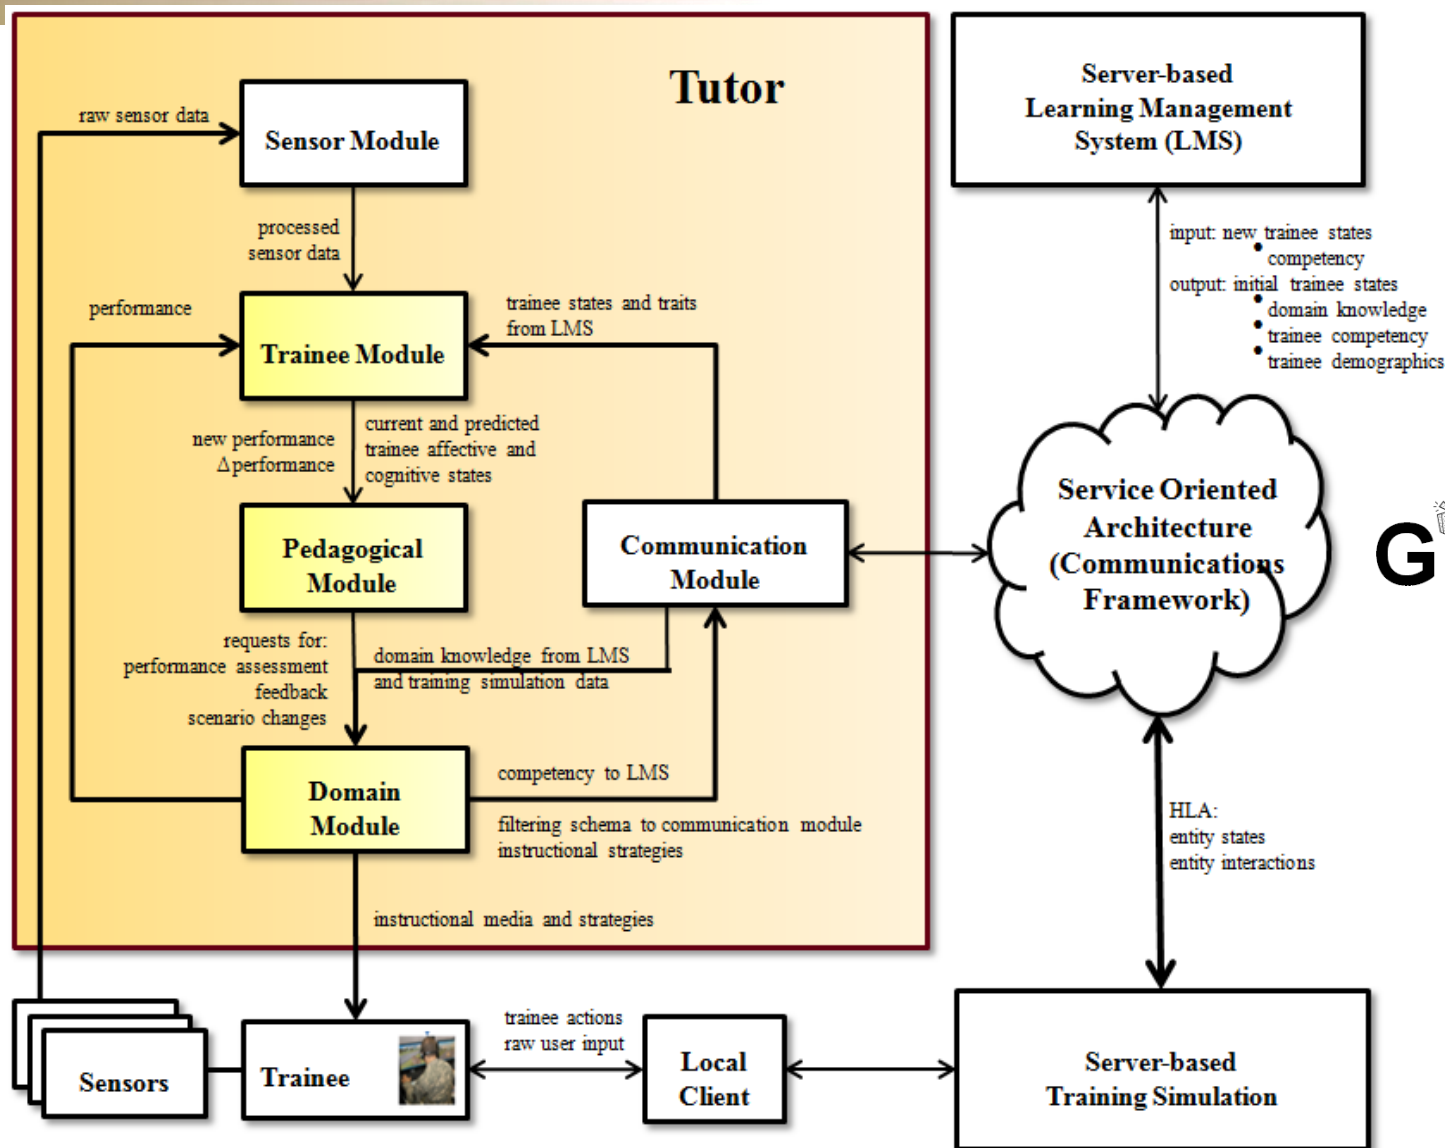 Tutor
raw sensor data
Sensor Module
processed
sensor data
performance
trainee states and traits
from LMS
Trainee Module
new performance
Δperformance
current and predicted
trainee affective and
cognitive states
Pedagogical
Module
Communication
Module
requests for:
performance assessment
feedback
scenario changes
domain knowledge from LMS
and training simulation data
Domain
Module
competency to LMS
filtering schema to communication module
instructional strategies
instructional media and strategies
Sensors
Trainee
trainee actions
raw user input
Local
Client
Server-based
Learning Management
System (LMS)
input: new trainee states
• competency
output: initial trainee states
• domain knowledge
• trainee competency
• trainee demographics
Service Oriented
Architecture
(Communications
Framework)
G
HLA:
entity states
entity interactions
Server-based
Training Simulation